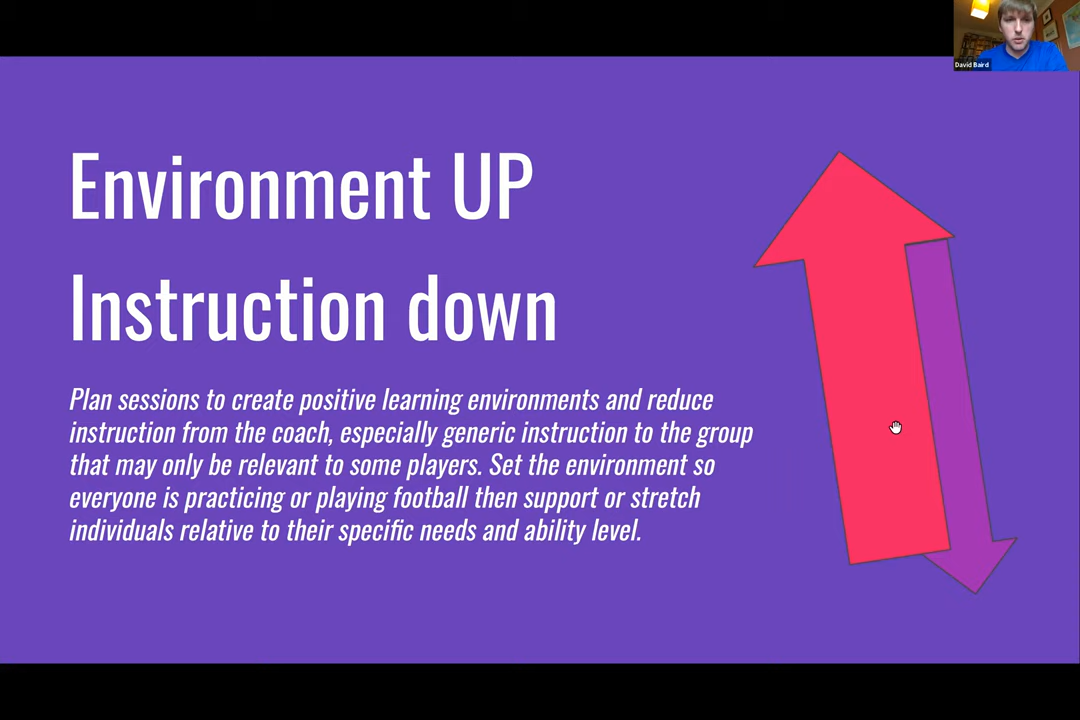 David Baird
Environment UP
Instruction down
Plan sessions to create positive learning environments and reduce
instruction from the coach, especially generic instruction to the group
that may only be relevant to some players. Set the environment so
everyone is practicing or playing football then support or stretch
individuals relative to their specific needs and ability level.